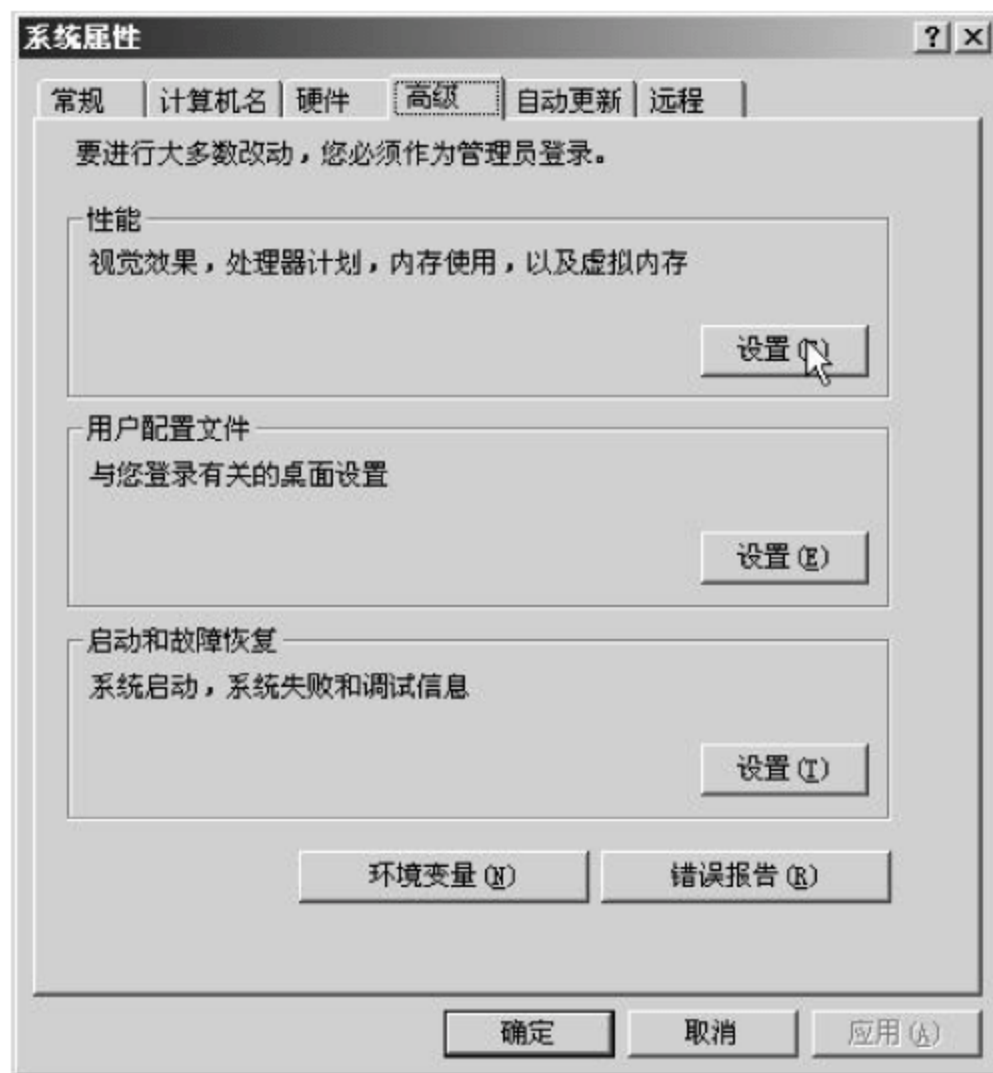 系统属性
常规 计算机名 硬件 高级 自动更新 远程
要进行大多数改动，您必须作为管理员登录。
性能
视觉效果，处理器计划，内存使用，以及虚拟内存
设置
用户配置文件
与您登录有关的桌面设置
设置(E)
启动和故障恢复
系统启动，系统失败和调试信息
设置(T)
环境变量(N) 错误报告(R)
确定 取消 应用(A)